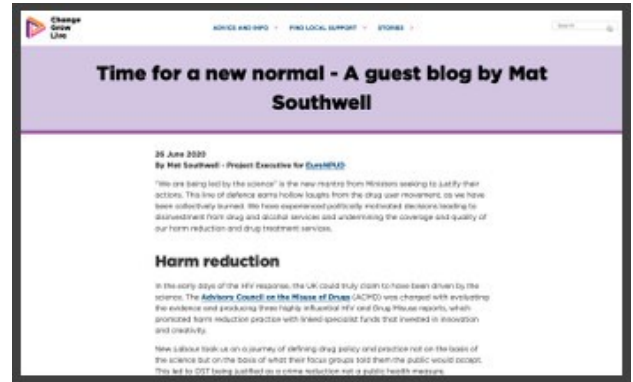 Change
Grow
Live
ADVICE AND INFO
FIND LOCAL SUPPORT
STORIES
Search
Time for a new normal - A guest blog by Mat
Southwell
26 June 2020
By Mat Southwell - Project Executive for EuroNPUD
"We are being led by the science" is the new mantra from Ministers seeking to justify their
actions. This line of defence earns hollow laughs from the drug user movement, as we have
been collectively burned. We have experienced politically motivated decisions leading to
disinvestment from drug and alcohol services and undermining the coverage and quality of
our harm reduction and drug treatment services.
Harm reduction
In the early days of the HIV response, the UK could truly claim to have been driven by the
science. The Advisory Council on the Misuse of Drugs (ACMD) was charged with evaluating
the evidence and producing three highly influential HIV and Drug Misuse reports, which
promoted harm reduction practice with linked specialist funds that invested in innovation
and creativity.
New Labour took us on a journey of defining drug policy and practice not on the basis of
the science but on the basis of what their focus groups told them the public would accept.
This led to OST being justified as a crime reduction not a public health measure.